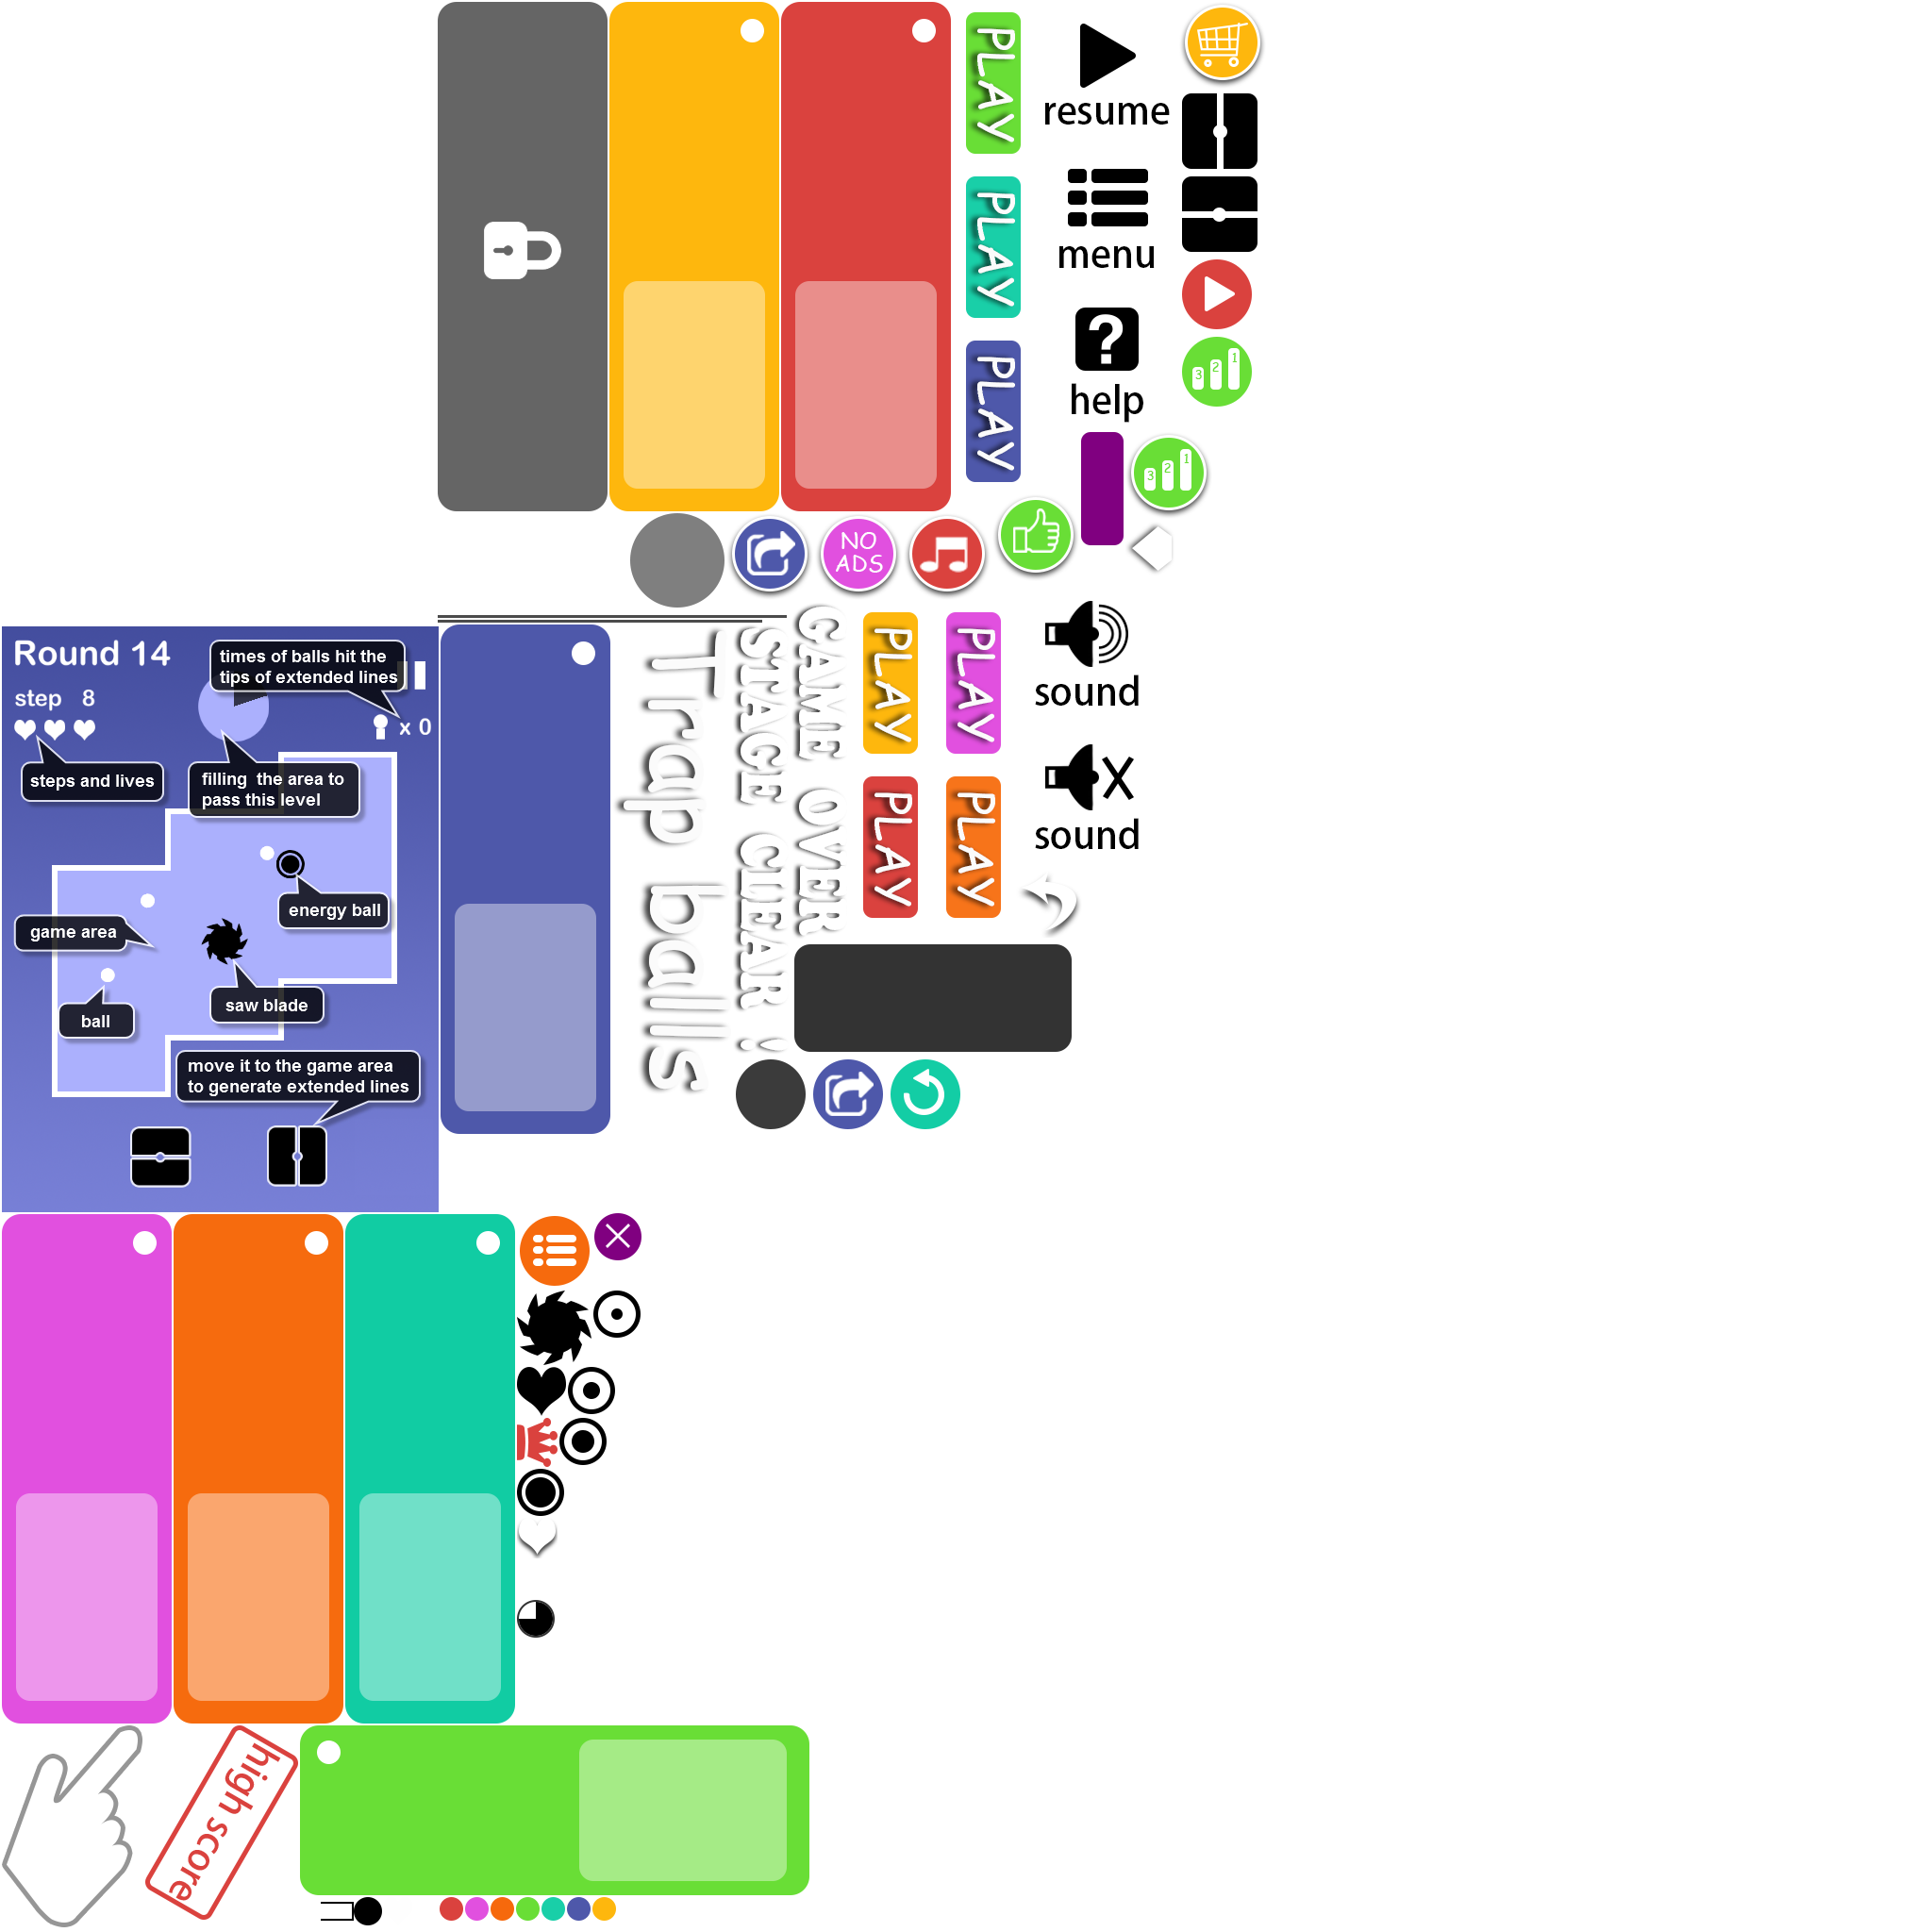 PLAY
resume
PLAY
menu
PLAY
help
1
2
3
1
2
3
NO
ADS
Round 14
times of balls hit the
tips of extended lines
step 8
x 0
steps and lives
filling the area to
pass this level
energy ball
game area
saw blade
ball
move it to the game area
to generate extended lines
Trap balls
STAGE CLEAR !
GAME OVER
PLAY
PLAY
PLAY
PLAY
sound
sound
high score